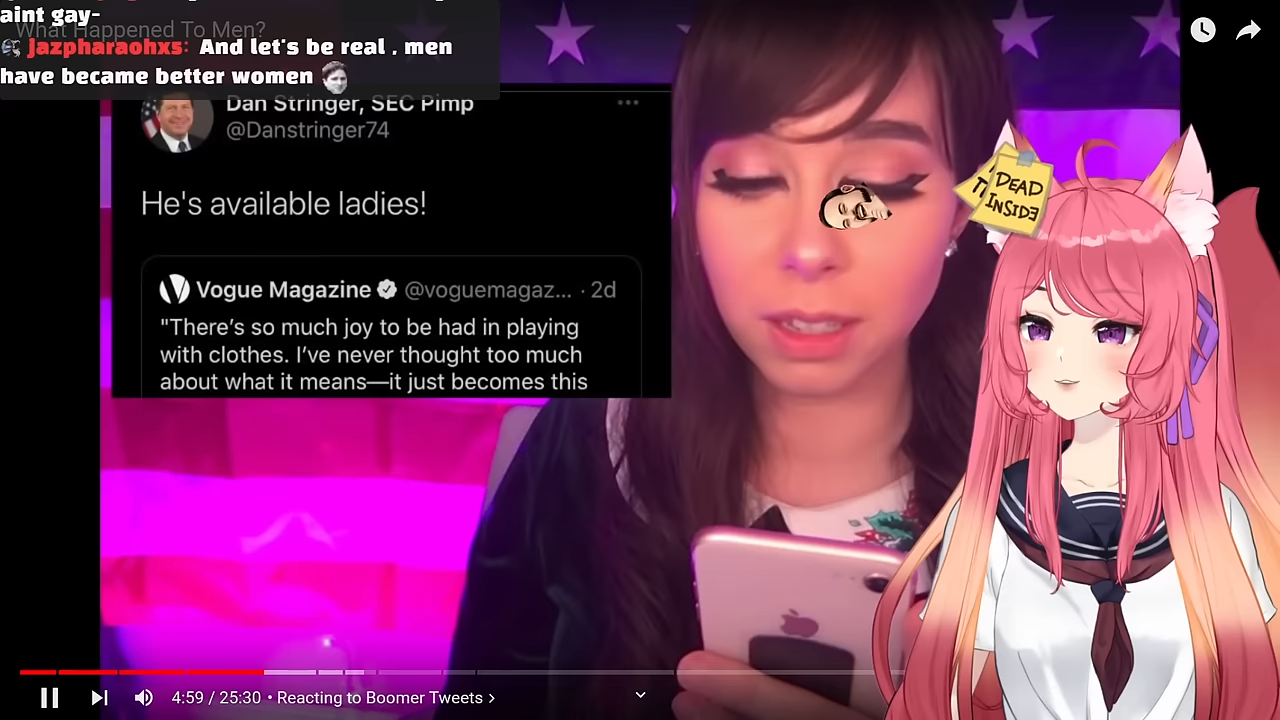 aint gay-
What Happened To Men?
jazpharaohxs: And let's be real , men
have became better women
Dan Stringer, SEC Pimp
@Danstringer74
He's available ladies!
Vogue Magazine @voguemagaz... · 2d
"There's so much joy to be had in playing
with clothes. I've never thought too much
about what it means—it just becomes this
DEAD
INSIDE
4:59 / 25:30 • Reacting to Boomer Tweets >